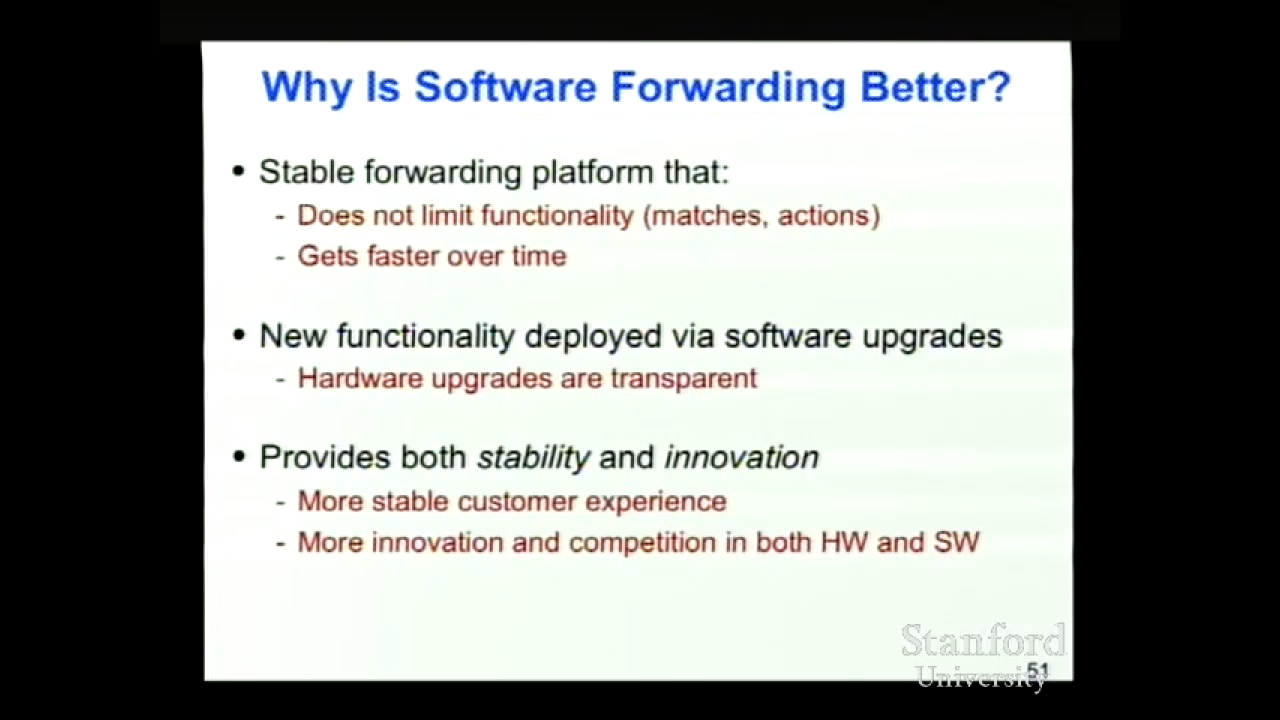 Why Is Software Forwarding Better?
• Stable forwarding platform that:
- Does not limit functionality (matches, actions)
- Gets faster over time
• New functionality deployed via software upgrades
- Hardware upgrades are transparent
• Provides both stability and innovation
- More stable customer experience
- More innovation and competition in both HW and SW
Stanford
University
51